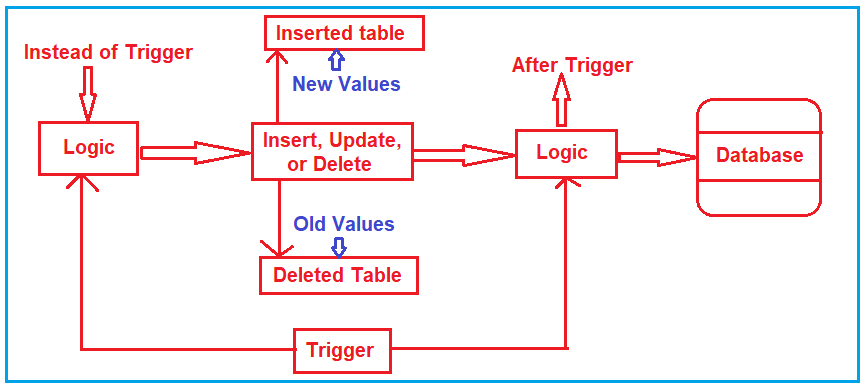 Inserted table
Instead of Trigger
New Values
After Trigger
Logic
Insert, Update,
or Delete
Logic
Database
Old Values
Deleted Table
Trigger